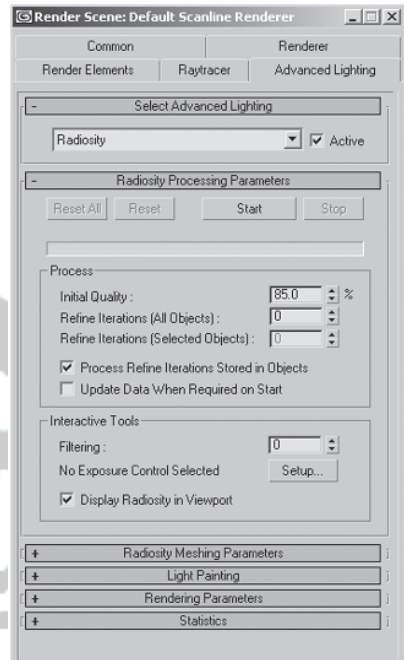 Render Scene: Default Scanline Renderer
Common Renderer
Render Elements Raytracer Advanced Lighting
- Select Advanced Lighting
Radiosity Active
- Radiosity Processing Parameters
Reset All Reset Start Stop
Process
Initial Quality : 85.0 %
Refine Iterations (All Objects) : 0
Refine Iterations (Selected Objects) : 0
Process Refine Iterations Stored in Objects
Update Data When Required on Start
Interactive Tools
Filtering : 0
No Exposure Control Selected Setup...
Display Radiosity in Viewport
+ Radiosity Meshing Parameters
+ Light Painting
+ Rendering Parameters
+ Statistics